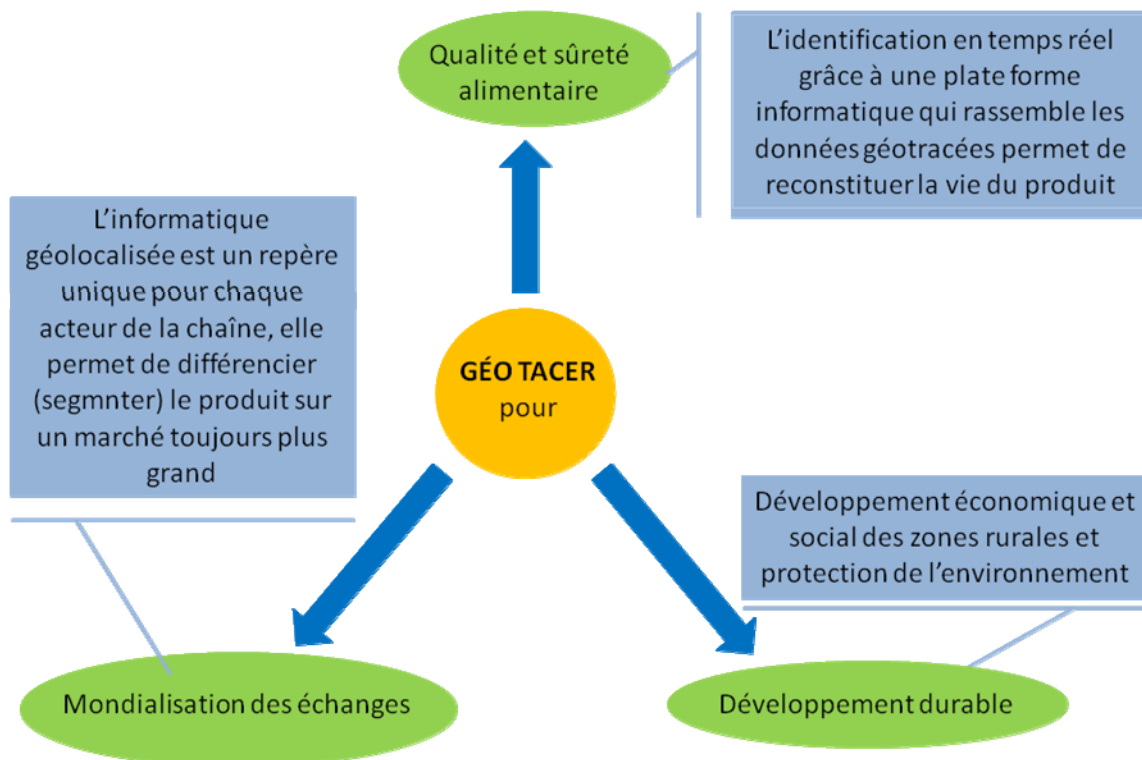 Qualité et sûreté
alimentaire
L'identification en temps réel
grâce à une plate forme
informatique qui rassemble les
données géotracées permet de
reconstituer la vie du produit
L'informatique
géolocalisée est un repère
unique pour chaque
acteur de la chaîne, elle
permet de différencier
(segmnter) le produit sur
un marché toujours plus
grand
GÉO TACER
pour
Développement économique et
social des zones rurales et
protection de l'environnement
Mondialisation des échanges
Développement durable